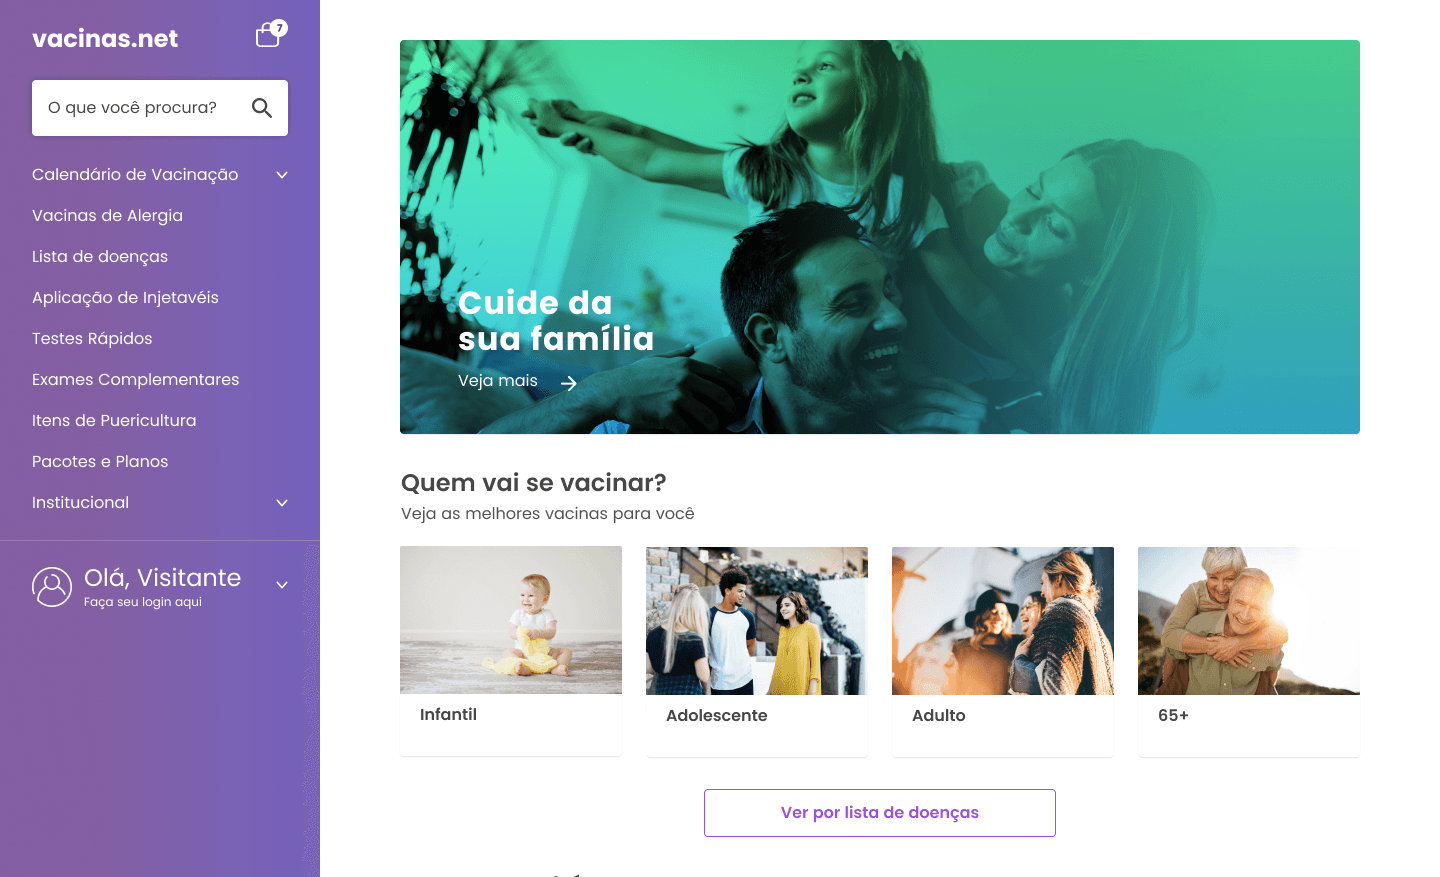 vacinas.net
7
O que você procura?
Calendário de Vacinação
Vacinas de Alergia
Lista de doenças
Aplicação de Injetavéis
Testes Rápidos
Exames Complementares
Itens de Puericultura
Pacotes e Planos
Institucional
Olá, Visitante
Faça seu login aqui
Cuide da
sua família
Veja mais
Quem vai se vacinar?
Veja as melhores vacinas para você
Infantil
Adolescente
Adulto
65+
Ver por lista de doenças